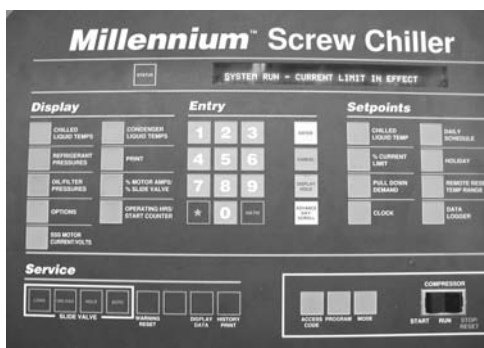 Millennium™ Screw Chiller
STATUS
SYSTEM RUN - CURRENT LIMIT IN EFFECT
Display
CHILLED
LIQUID TEMPS
CONDENSER
LIQUID TEMPS
REFRIGERANT
PRESSURES
PRINT
OIL/FILTER
PRESSURES
% MOTOR AMPS/
% SLIDE VALVE
OPTIONS
OPERATING HRS/
START COUNTER
SSS MOTOR
CURRENT/VOLTS
Entry
1 2 3
4 5 6
CANCEL
7 8 9
DISPLAY
HOLD
* 0
ADVANCE
DAY
SCROLL
Setpoints
CHILLED
LIQUID TEMP
DAILY
SCHEDULE
% CURRENT
LIMIT
HOLIDAY
PULL DOWN
DEMAND
REMOTE RESET
TEMP RANGE
CLOCK
DATA
LOGGER
Service
LOAD UNLOAD HOLD AUTO
SLIDE VALVE
WARNING
RESET
DISPLAY
DATA
HISTORY
PRINT
ACCESS
CODE
PROGRAM
MODE
COMPRESSOR
START RUN STOP
RESET